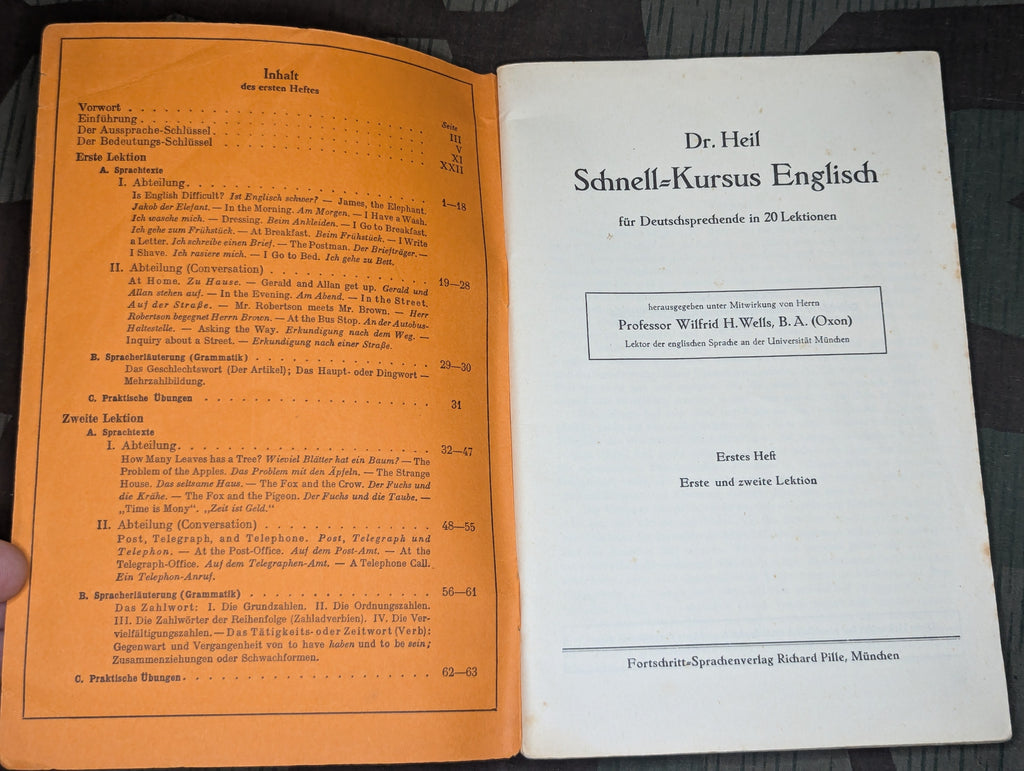 Inhalt
des ersten Heftes
Seite
Vorwort . . . . . . . . . . . . . . . . . . . . III
Einführung . . . . . . . . . . . . . . . . . . . . V
Der Aussprache-Schlüssel . . . . . . . . . . . . . . . . XI
Der Bedeutungs-Schlüssel . . . . . . . . . . . . . . . . XXII
Erste Lektion
A. Sprachtexte
I. Abteilung . . . . . . . . . . . . . . . . . . 1—18
Is English Difficult? Ist Englisch schwer? — James, the Elephant.
Jakob der Elefant. — In the Morning. Am Morgen. — I Have a Wash.
Ich wasche mich. — Dressing. Beim Ankleiden. — I Go to Breakfast.
Ich gehe zum Frühstück. — At Breakfast. Beim Frühstück. — I Write
a Letter. Ich schreibe einen Brief. — The Postman. Der Briefträger. —
I Shave. Ich rasiere mich. — I Go to Bed. Ich gehe zu Bett.
II. Abteilung (Conversation) . . . . . . . . . . . . 19—28
At Home. Zu Hause. — Gerald and Allan get up. Gerald und
Allan stehen auf. — In the Evening. Am Abend. — In the Street.
Auf der Straße. — Mr. Robertson meets Mr. Brown. — Herr
Robertson begegnet Herrn Brown. — At the Bus Stop. An der Autobus-
Haltestelle. — Asking the Way. Erkundigung nach dem Weg. —
Inquiry about a Street. — Erkundigung nach einer Straße.
B. Spracherläuterung (Grammatik) . . . . . . . . . . . . 29—30
Das Geschlechtswort (Der Artikel); Das Haupt- oder Dingwort —
Mehrzahlbildung.
C. Praktische Übungen . . . . . . . . . . . . . . . . 31
Zweite Lektion
A. Sprachtexte
I. Abteilung . . . . . . . . . . . . . . . . . . 32—47
How Many Leaves has a Tree? Wieviel Blätter hat ein Baum? — The
Problem of the Apples. Das Problem mit den Äpfeln. — The Strange
House. Das seltsame Haus. — The Fox and the Crow. Der Fuchs und
die Krähe. — The Fox and the Pigeon. Der Fuchs und die Taube. —
„Time is Mony“. „Zeit ist Geld.“
II. Abteilung (Conversation) . . . . . . . . . . . . 48—55
Post, Telegraph, and Telephone. Post, Telegraph und
Telephon. — At the Post-Office. Auf dem Post-Amt. — At the
Telegraph-Office. Auf dem Telegraphen-Amt. — A Telephone Call.
Ein Telephon-Anruf.
B. Spracherläuterung (Grammatik) . . . . . . . . . . . . 56—61
Das Zahlwort: I. Die Grundzahlen. II. Die Ordnungszahlen.
III. Die Zahlwörter der Reihenfolge (Zahladverbien). IV. Die Ver-
vielfältigungszahlen. — Das Tätigkeits- oder Zeitwort (Verb):
Gegenwart und Vergangenheit von to have haben und to be sein;
Zusammenziehungen oder Schwachformen.
C. Praktische Übungen . . . . . . . . . . . . . . . . 62—63
Dr. Heil
Schnell-Kursus Englisch
für Deutschsprechende in 20 Lektionen
herausgegeben unter Mitwirkung von Herrn
Professor Wilfrid H. Wells, B. A. (Oxon)
Lektor der englischen Sprache an der Universität München
Erstes Heft
Erste und zweite Lektion
Fortschritt-Sprachenverlag Richard Pille, München